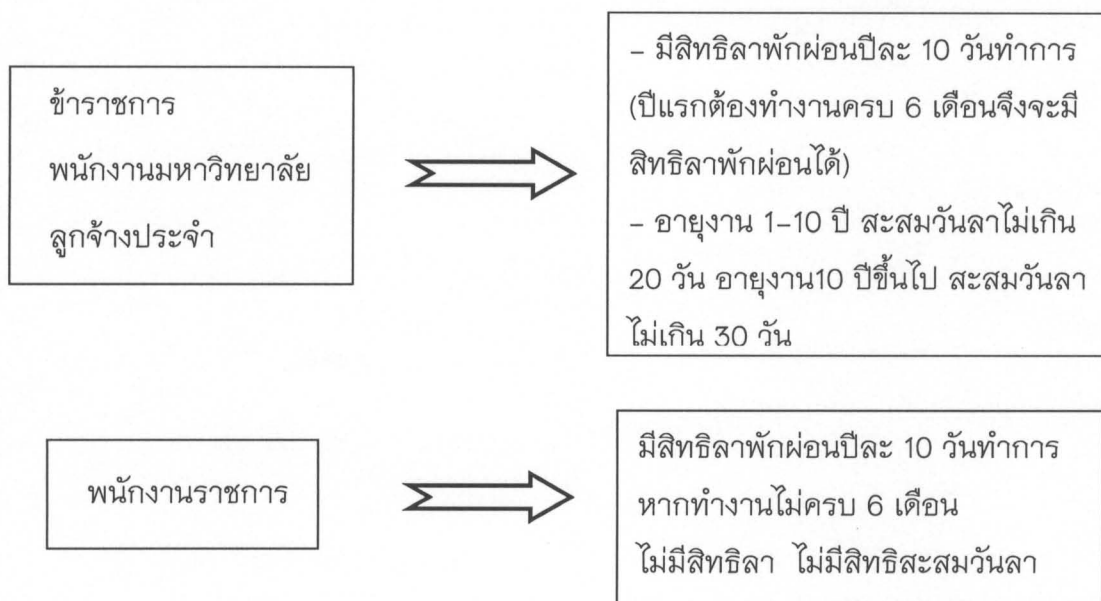 ข้าราชการ
พนักงานมหาวิทยาลัย
ลูกจ้างประจำ
– มีสิทธิลาพักผ่อนปีละ 10 วันทำการ
(ปีแรกต้องทำงานครบ 6 เดือนจึงจะมี
สิทธิลาพักผ่อนได้)
– อายุงาน 1–10 ปี สะสมวันลาไม่เกิน
20 วัน อายุงาน10 ปีขึ้นไป สะสมวันลา
ไม่เกิน 30 วัน
พนักงานราชการ
มีสิทธิลาพักผ่อนปีละ 10 วันทำการ
หากทำงานไม่ครบ 6 เดือน
ไม่มีสิทธิลา ไม่มีสิทธิสะสมวันลา